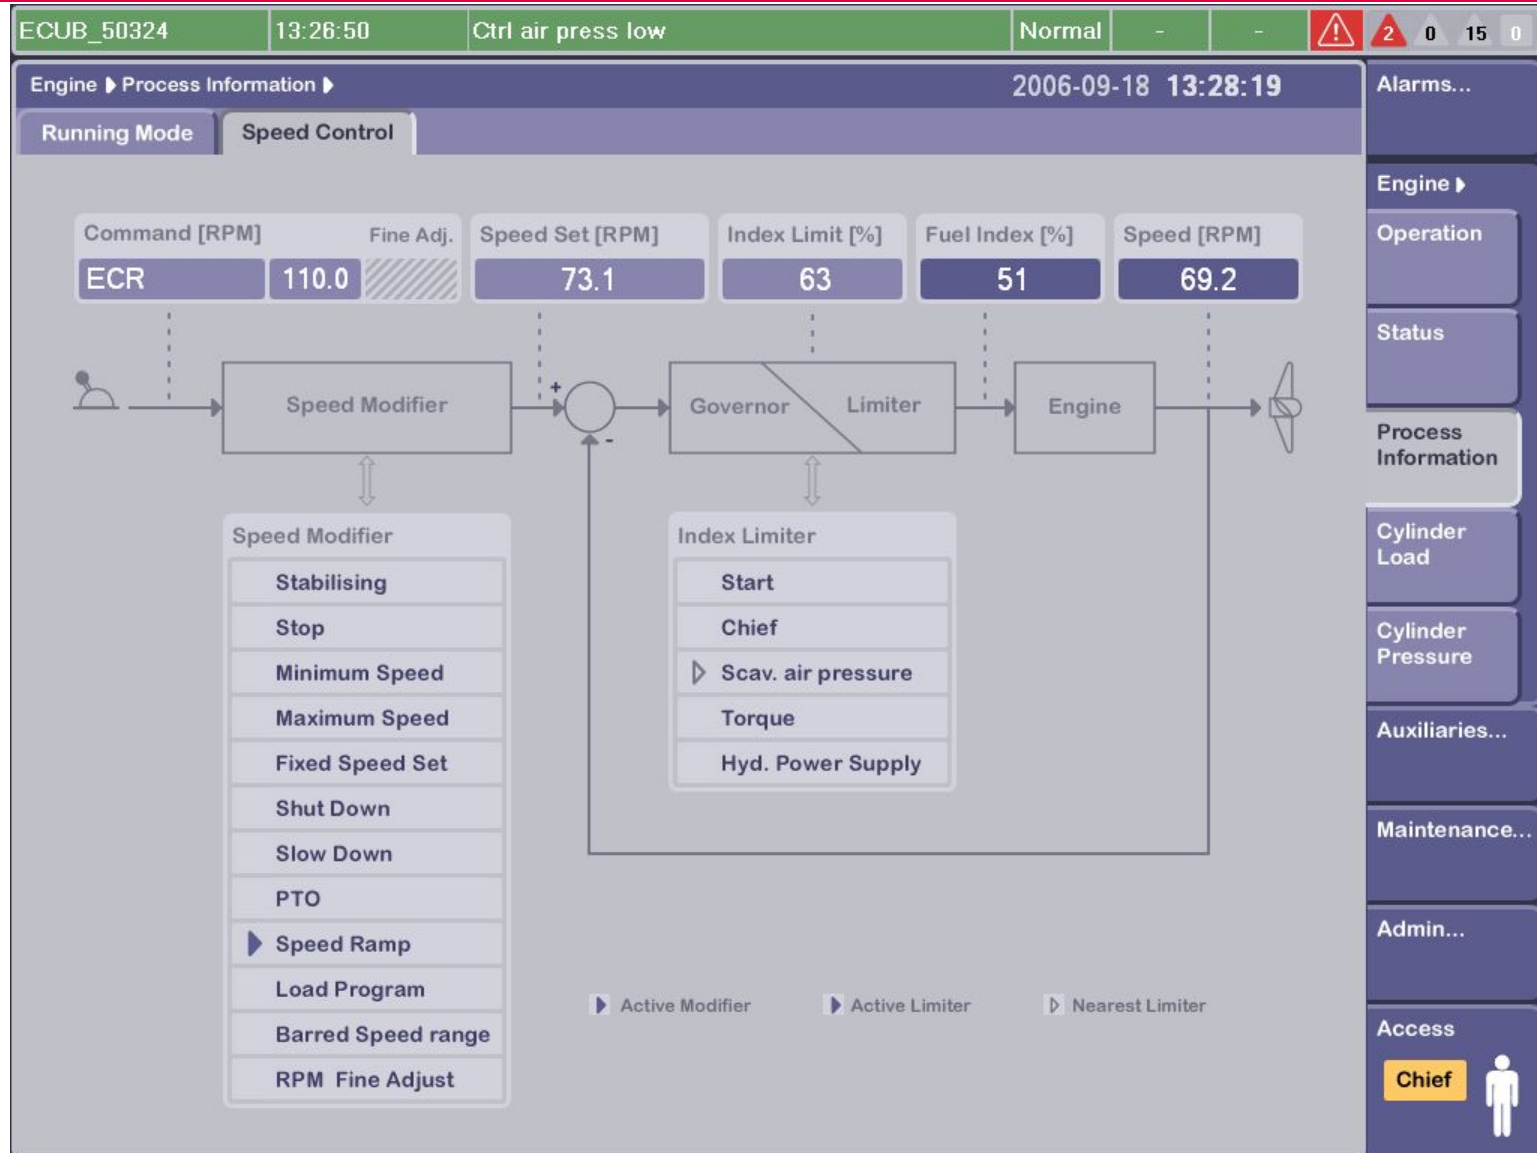 ECUB_50324 13:26:50 Ctrl air press low Normal - - 2 0 15 0
Engine Process Information 2006-09-18 13:28:19
Running Mode Speed Control
Command [RPM] Fine Adj. Speed Set [RPM] Index Limit [%] Fuel Index [%] Speed [RPM]
ECR 110.0 73.1 63 51 69.2
+
Speed Modifier Governor Limiter Engine
-
Speed Modifier
Stabilising
Stop
Minimum Speed
Maximum Speed
Fixed Speed Set
Shut Down
Slow Down
PTO
Speed Ramp
Load Program
Barred Speed range
RPM Fine Adjust
Index Limiter
Start
Chief
Scav. air pressure
Torque
Hyd. Power Supply
Active Modifier Active Limiter Nearest Limiter
Alarms...
Engine
Operation
Status
Process
Information
Cylinder
Load
Cylinder
Pressure
Auxiliaries...
Maintenance...
Admin...
Access
Chief